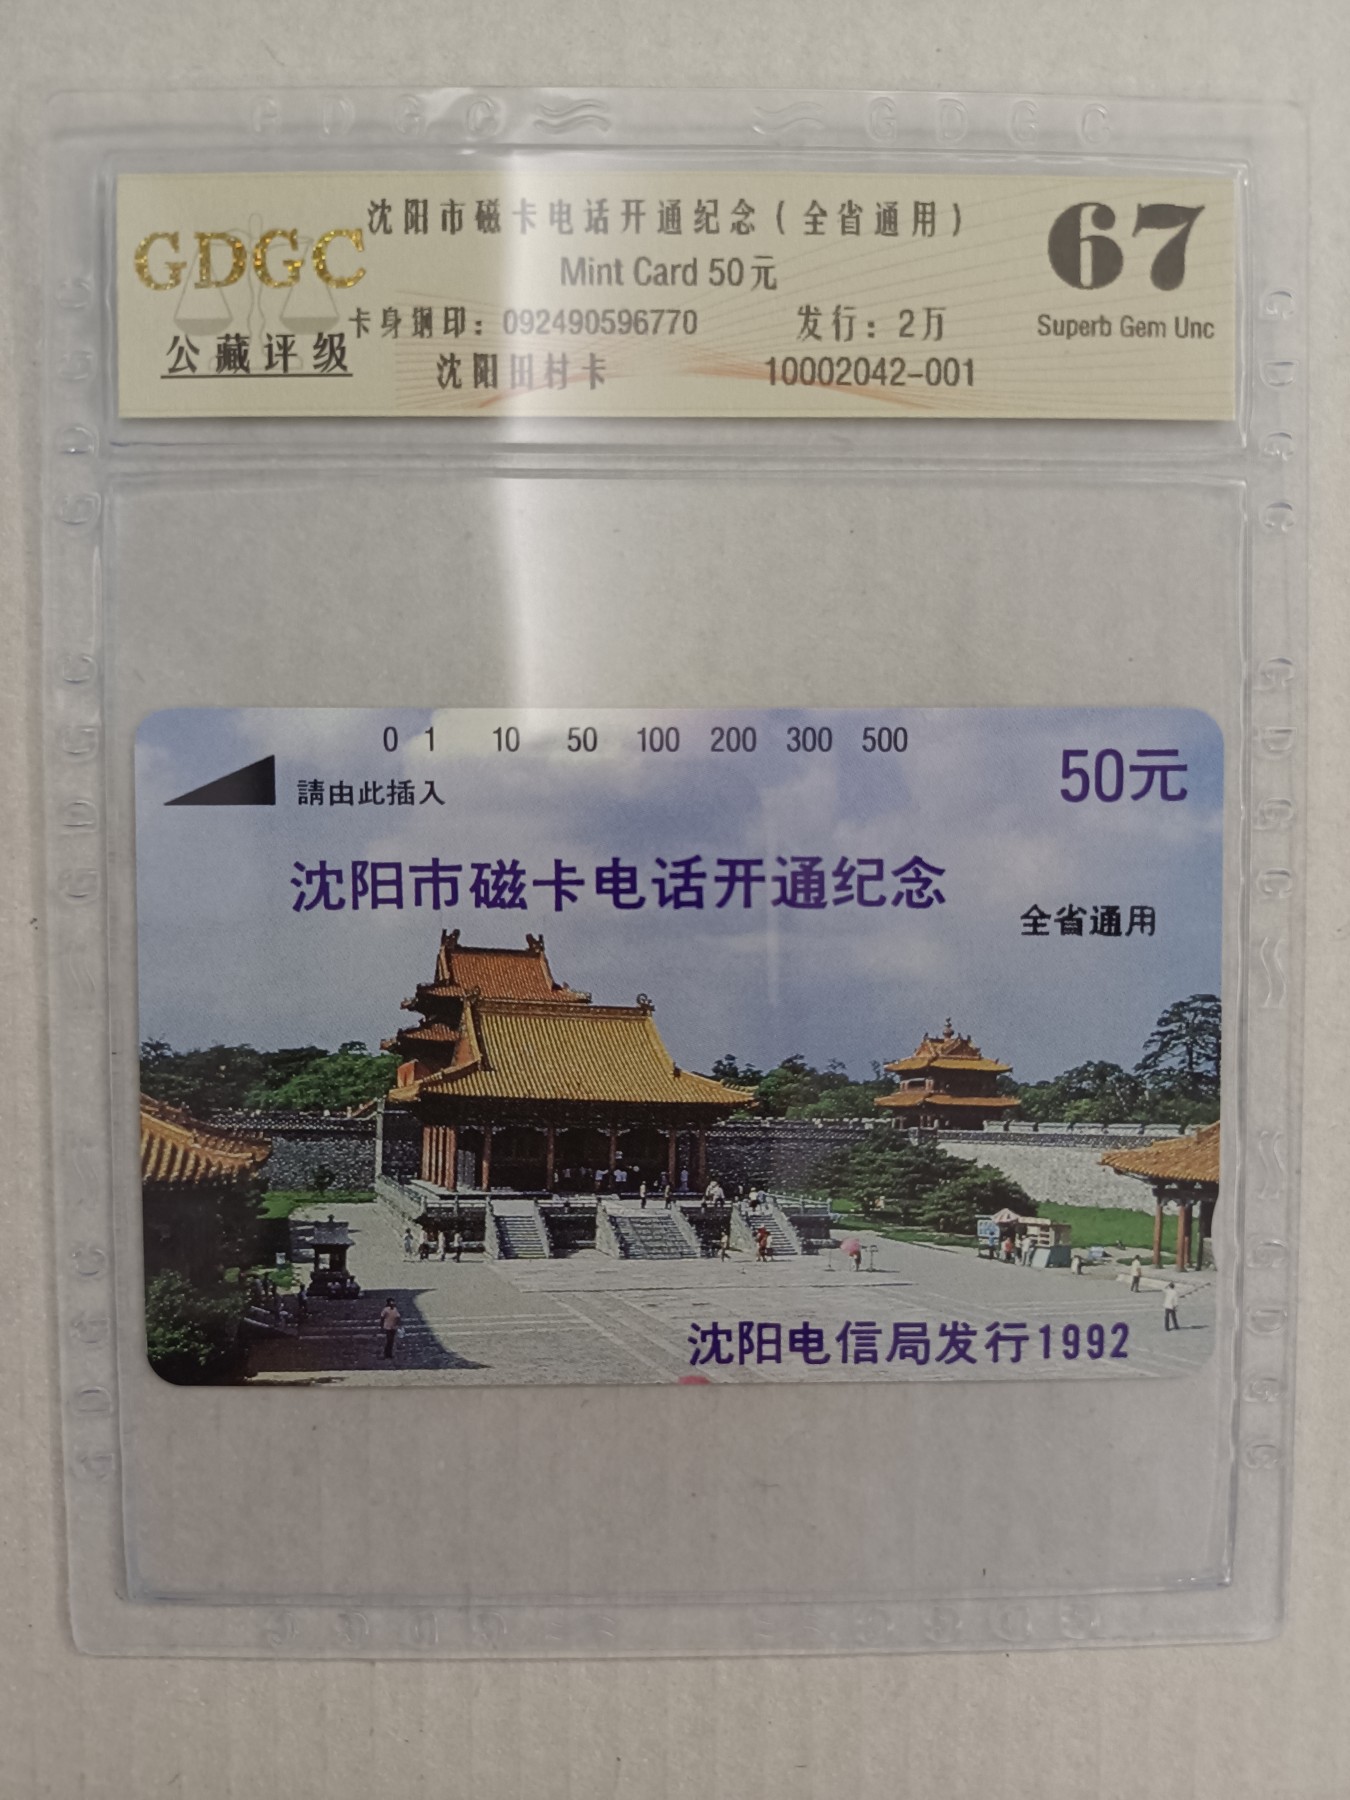 GDGC GDGC
沈阳市磁卡电话开通纪念（全省通用）
67
GDGC
Mint Card 50元
卡身钢印：092490596770
发行：2万
Superb Gem Unc
公藏评级
沈阳田村卡
10002042-001
0 1 10 50 100 200 300 500
50元
請由此插入
沈阳市磁卡电话开通纪念
全省通用
沈阳电信局发行1992